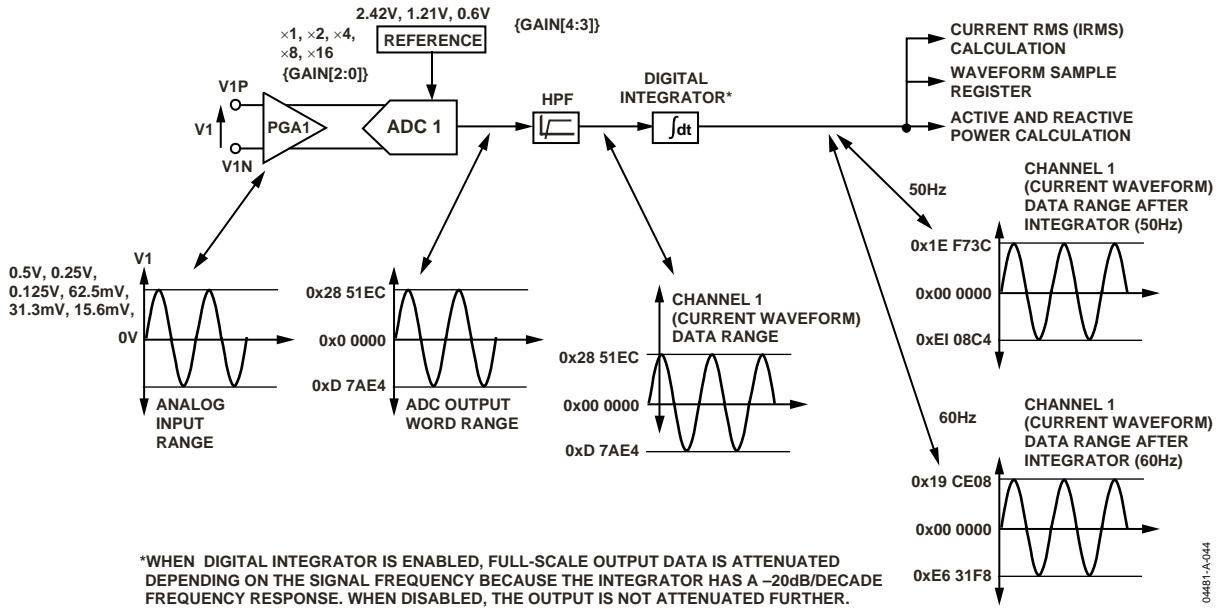 2.42V, 1.21V, 0.6V
{GAIN[4:3]}
×1, ×2, ×4,
×8, ×16
{GAIN[2:0]}
REFERENCE
V1P
V1
V1N
PGA1
ADC 1
HPF
DIGITAL
INTEGRATOR*
∫dt
CURRENT RMS (IRMS)
CALCULATION
WAVEFORM SAMPLE
REGISTER
ACTIVE AND REACTIVE
POWER CALCULATION
50Hz
CHANNEL 1
(CURRENT WAVEFORM)
DATA RANGE AFTER
INTEGRATOR (50Hz)
0x1E F73C
0x00 0000
0xEI 08C4
V1
0.5V, 0.25V,
0.125V, 62.5mV,
31.3mV, 15.6mV,
0V
ANALOG
INPUT
RANGE
0x28 51EC
0x0 0000
0xD 7AE4
ADC OUTPUT
WORD RANGE
CHANNEL 1
(CURRENT WAVEFORM)
DATA RANGE
0x28 51EC
0x00 0000
0xD 7AE4
60Hz
CHANNEL 1
(CURRENT WAVEFORM)
DATA RANGE AFTER
INTEGRATOR (60Hz)
0x19 CE08
0x00 0000
0xE6 31F8
*WHEN DIGITAL INTEGRATOR IS ENABLED, FULL-SCALE OUTPUT DATA IS ATTENUATED
DEPENDING ON THE SIGNAL FREQUENCY BECAUSE THE INTEGRATOR HAS A –20dB/DECADE
FREQUENCY RESPONSE. WHEN DISABLED, THE OUTPUT IS NOT ATTENUATED FURTHER.
04481-A-044